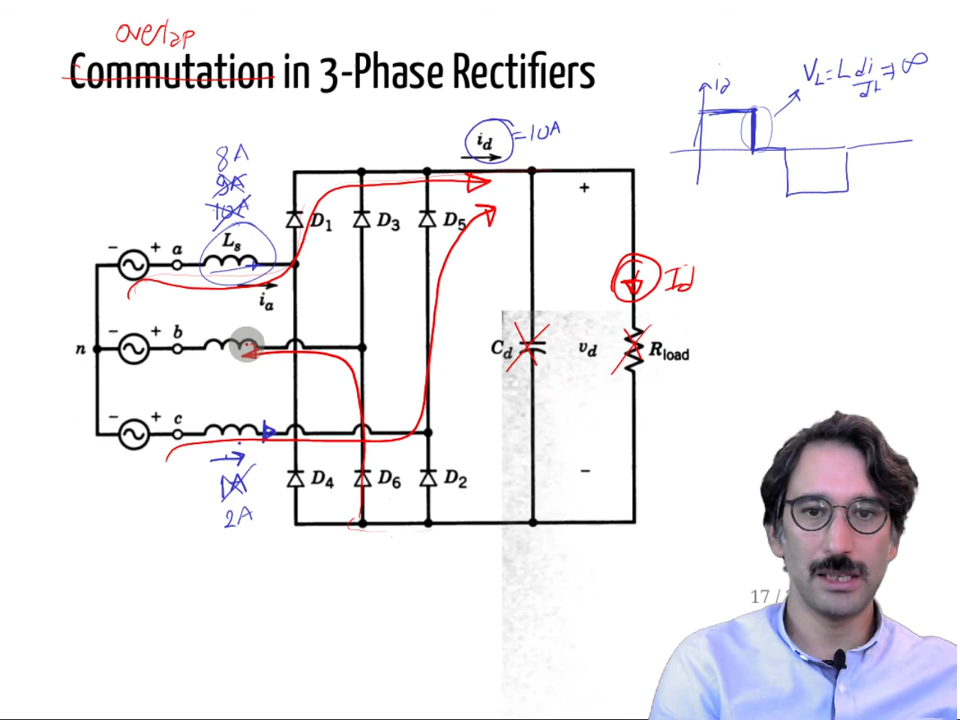 overlap
Commutation in 3-Phase Rectifiers
id
VL = L di/dt = ∞
8A
9A
10A
id = 10A
Ls
D1
D3
D5
a
ia
Id
n
b
Cd
vd
Rload
c
D4
D6
D2
1A
2A
17 /